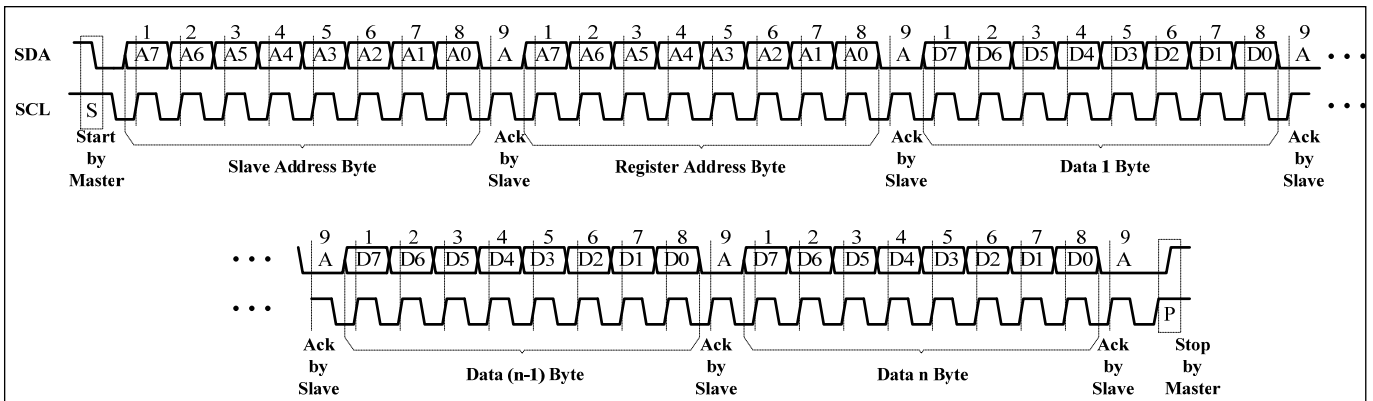 1 2 3 4 5 6 7 8 9 1 2 3 4 5 6 7 8 9 1 2 3 4 5 6 7 8 9
SDA A7 A6 A5 A4 A3 A2 A1 A0 A A7 A6 A5 A4 A3 A2 A1 A0 A D7 D6 D5 D4 D3 D2 D1 D0 A • • •
SCL S • • •
Start by Master
Slave Address Byte
Ack by Slave
Register Address Byte
Ack by Slave
Data 1 Byte
Ack by Slave
9 1 2 3 4 5 6 7 8 9 1 2 3 4 5 6 7 8 9
• • • A D7 D6 D5 D4 D3 D2 D1 D0 A D7 D6 D5 D4 D3 D2 D1 D0 A
• • • P
Ack by Slave
Data (n-1) Byte
Ack by Slave
Data n Byte
Ack by Slave
Stop by Master